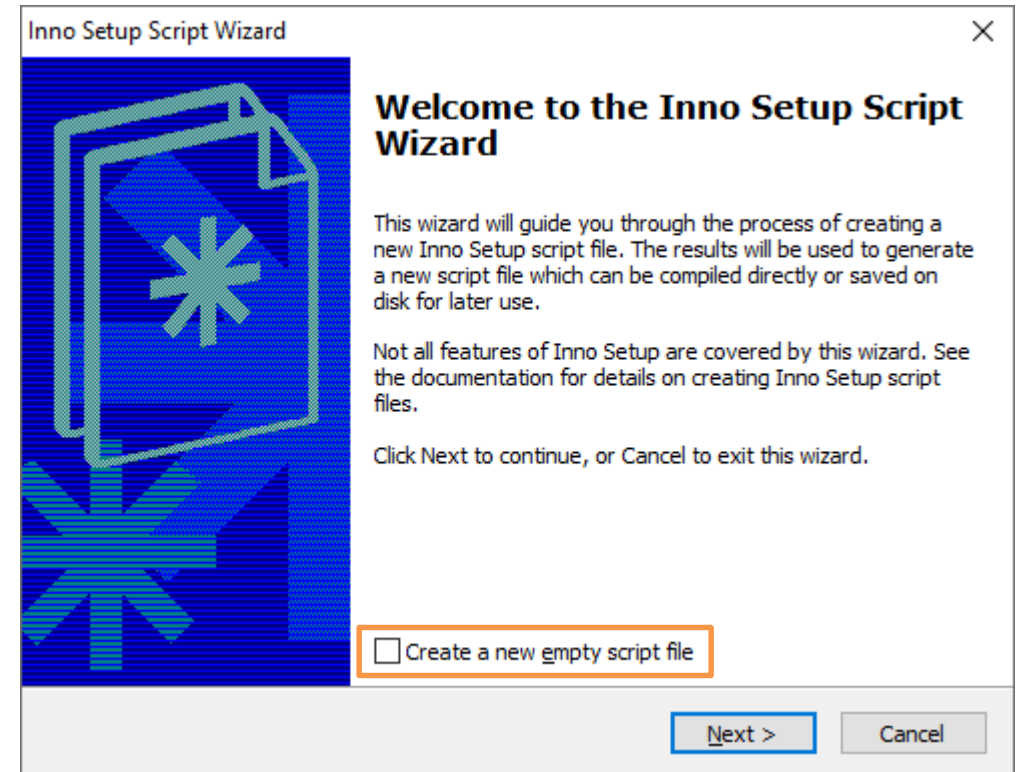 Inno Setup Script Wizard
Welcome to the Inno Setup Script
Wizard
This wizard will guide you through the process of creating a
new Inno Setup script file. The results will be used to generate
a new script file which can be compiled directly or saved on
disk for later use.
Not all features of Inno Setup are covered by this wizard. See
the documentation for details on creating Inno Setup script
files.
Click Next to continue, or Cancel to exit this wizard.
Create a new empty script file
Next >
Cancel